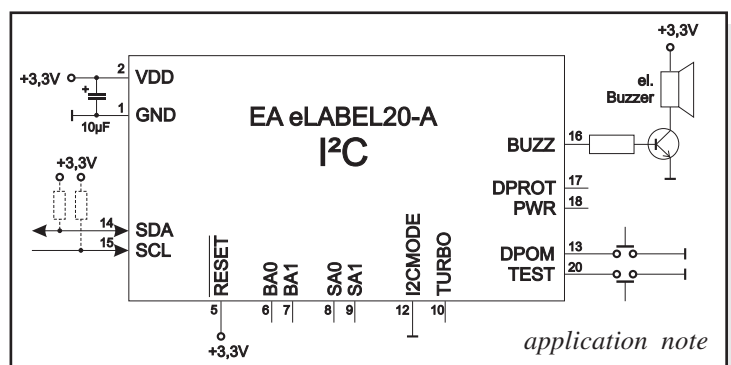 +3,3V
+3,3V
2
VDD
+
1
GND
10µF
EA eLABEL20-A
I²C
el.
Buzzer
BUZZ
16
+3,3V
DPROT
17
PWR
18
14
SDA
15
SCL
RESET
BA0
BA1
SA0
SA1
I2CMODE
TURBO
DPOM
13
TEST
20
5
6
7
8
9
12
10
+3,3V
application note